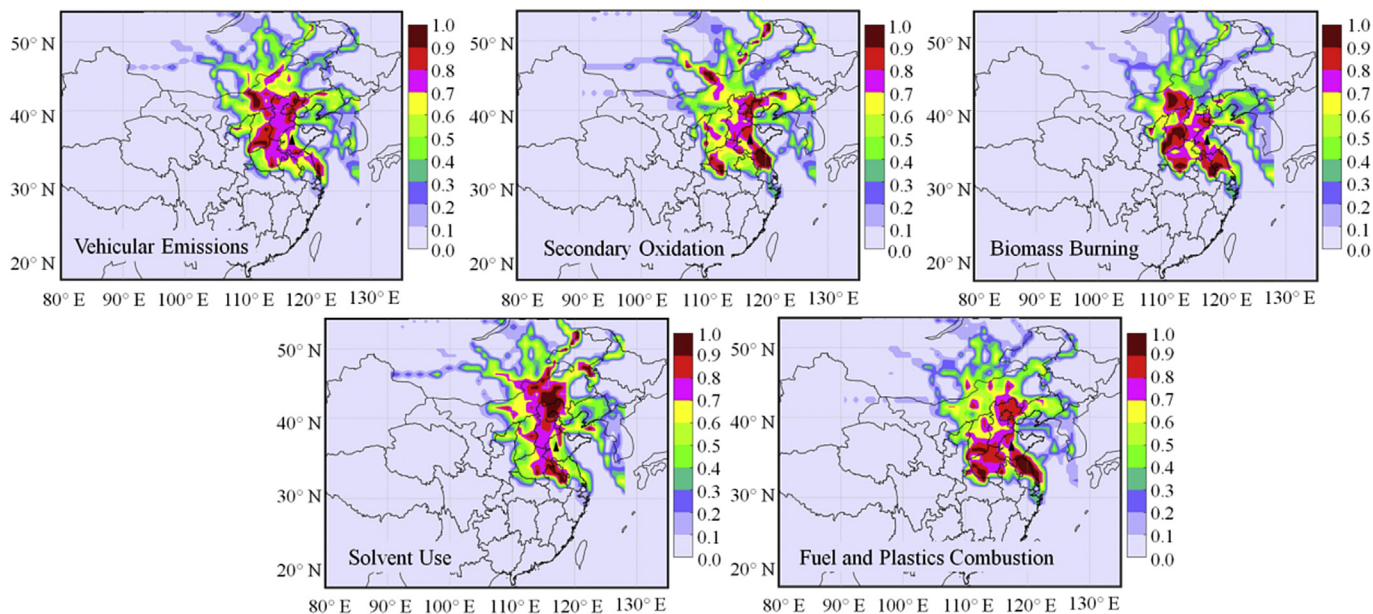 1.0
0.9
0.8
0.7
0.6
0.5
0.4
0.3
0.2
0.1
0.0
50° N
40° N
30° N
20° N
Vehicular Emissions
80° E 90° E 100° E 110° E 120° E 130° E
1.0
0.9
0.8
0.7
0.6
0.5
0.4
0.3
0.2
0.1
0.0
50° N
40° N
30° N
20° N
Secondary Oxidation
80° E 90° E 100° E 110° E 120° E 130° E
1.0
0.9
0.8
0.7
0.6
0.5
0.4
0.3
0.2
0.1
0.0
50° N
40° N
30° N
20° N
Biomass Burning
80° E 90° E 100° E 110° E 120° E 130° E
1.0
0.9
0.8
0.7
0.6
0.5
0.4
0.3
0.2
0.1
0.0
50° N
40° N
30° N
20° N
Solvent Use
80° E 90° E 100° E 110° E 120° E 130° E
1.0
0.9
0.8
0.7
0.6
0.5
0.4
0.3
0.2
0.1
0.0
50° N
40° N
30° N
20° N
Fuel and Plastics Combustion
80° E 90° E 100° E 110° E 120° E 130° E